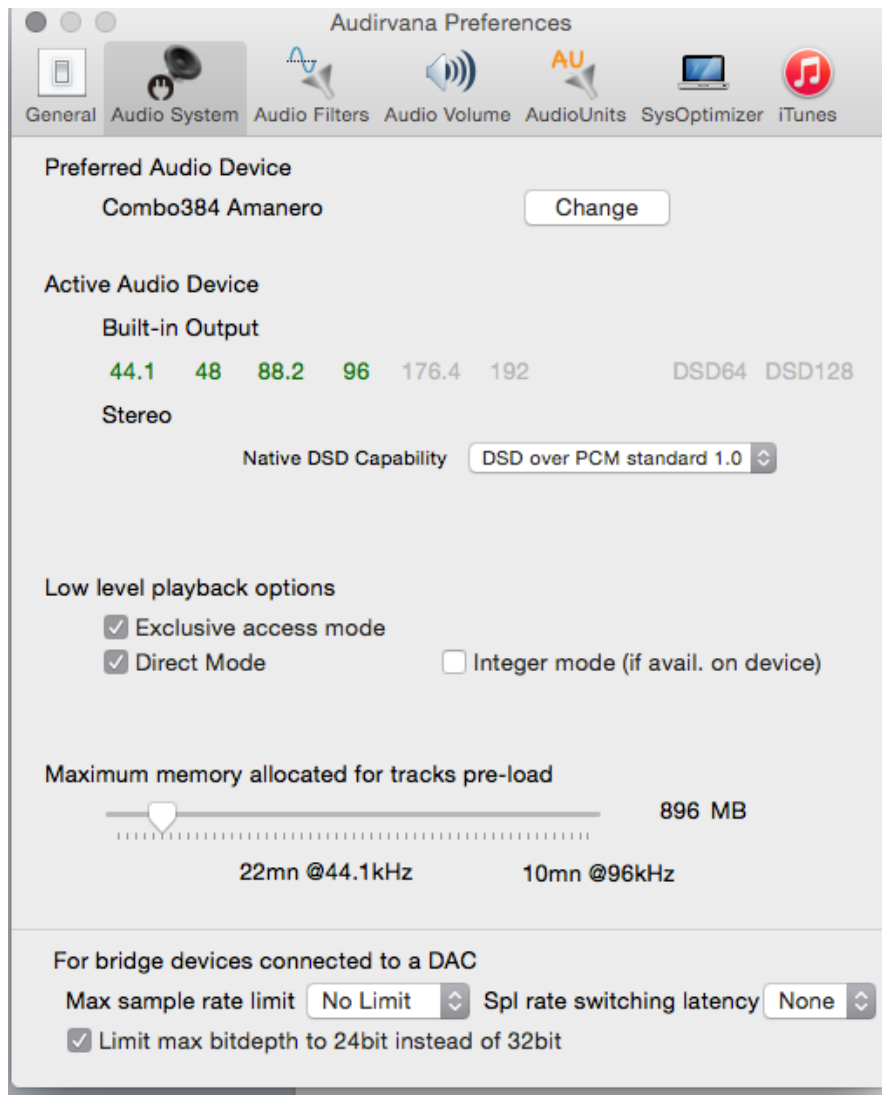 Audirvana Preferences
AU
General Audio System Audio Filters Audio Volume AudioUnits SysOptimizer iTunes
Preferred Audio Device
Combo384 Amanero Change
Active Audio Device
Built-in Output
44.1 48 88.2 96 176.4 192 DSD64 DSD128
Stereo
Native DSD Capability DSD over PCM standard 1.0
Low level playback options
Exclusive access mode
Direct Mode Integer mode (if avail. on device)
Maximum memory allocated for tracks pre-load
896 MB
22mn @44.1kHz 10mn @96kHz
For bridge devices connected to a DAC
Max sample rate limit No Limit Spl rate switching latency None
Limit max bitdepth to 24bit instead of 32bit